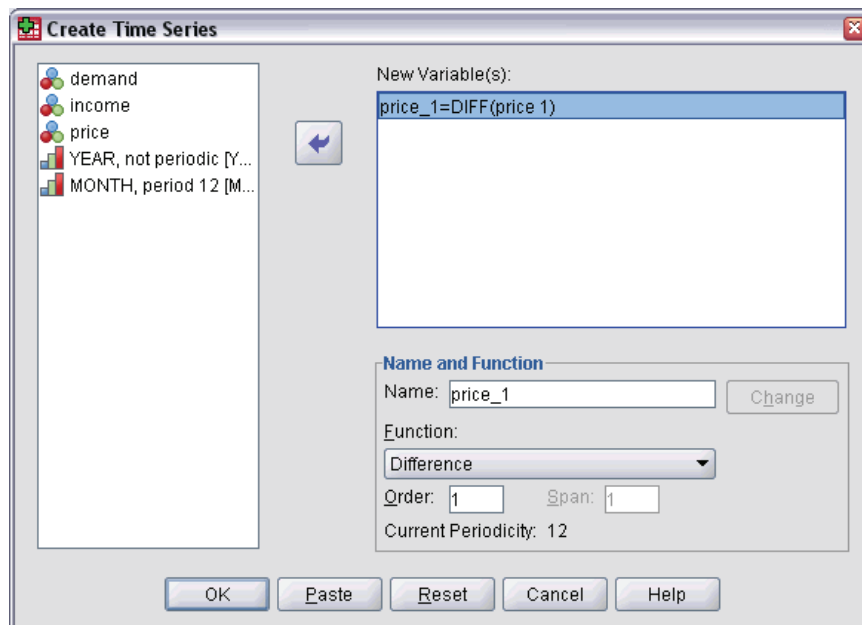 Create Time Series
demand
income
price
YEAR, not periodic [Y...
MONTH, period 12 [M...
New Variable(s):
price_1=DIFF(price 1)
Name and Function
Name: price_1
Change
Function:
Difference
Order: 1 Span: 1
Current Periodicity: 12
OK Paste Reset Cancel Help